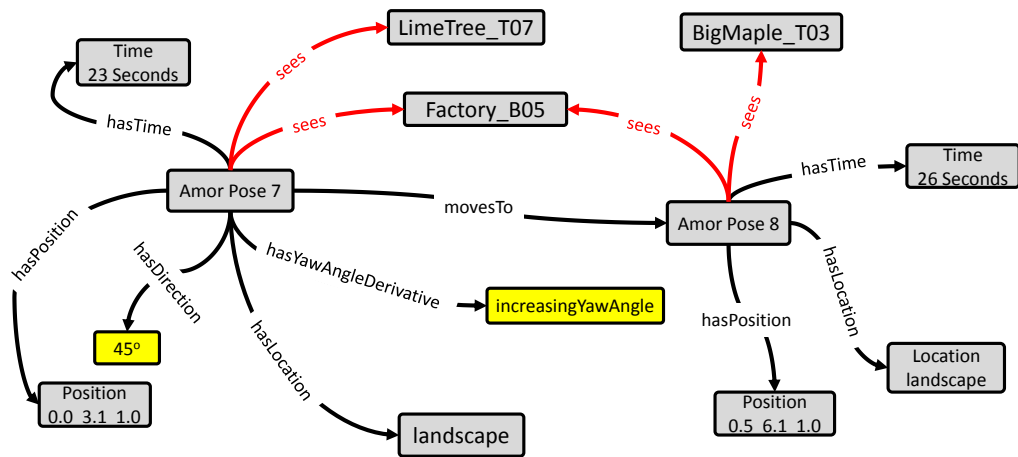 LimeTree_T07
BigMaple_T03
Time
23 Seconds
sees
sees
Factory_B05
sees
sees
hasTime
hasTime
Time
26 Seconds
Amor Pose 7
movesTo
Amor Pose 8
hasPosition
hasDirection
hasYawAngleDerivative
hasLocation
increasingYawAngle
hasPosition
hasLocation
45º
Position
0.0 3.1 1.0
landscape
Location
landscape
Position
0.5 6.1 1.0